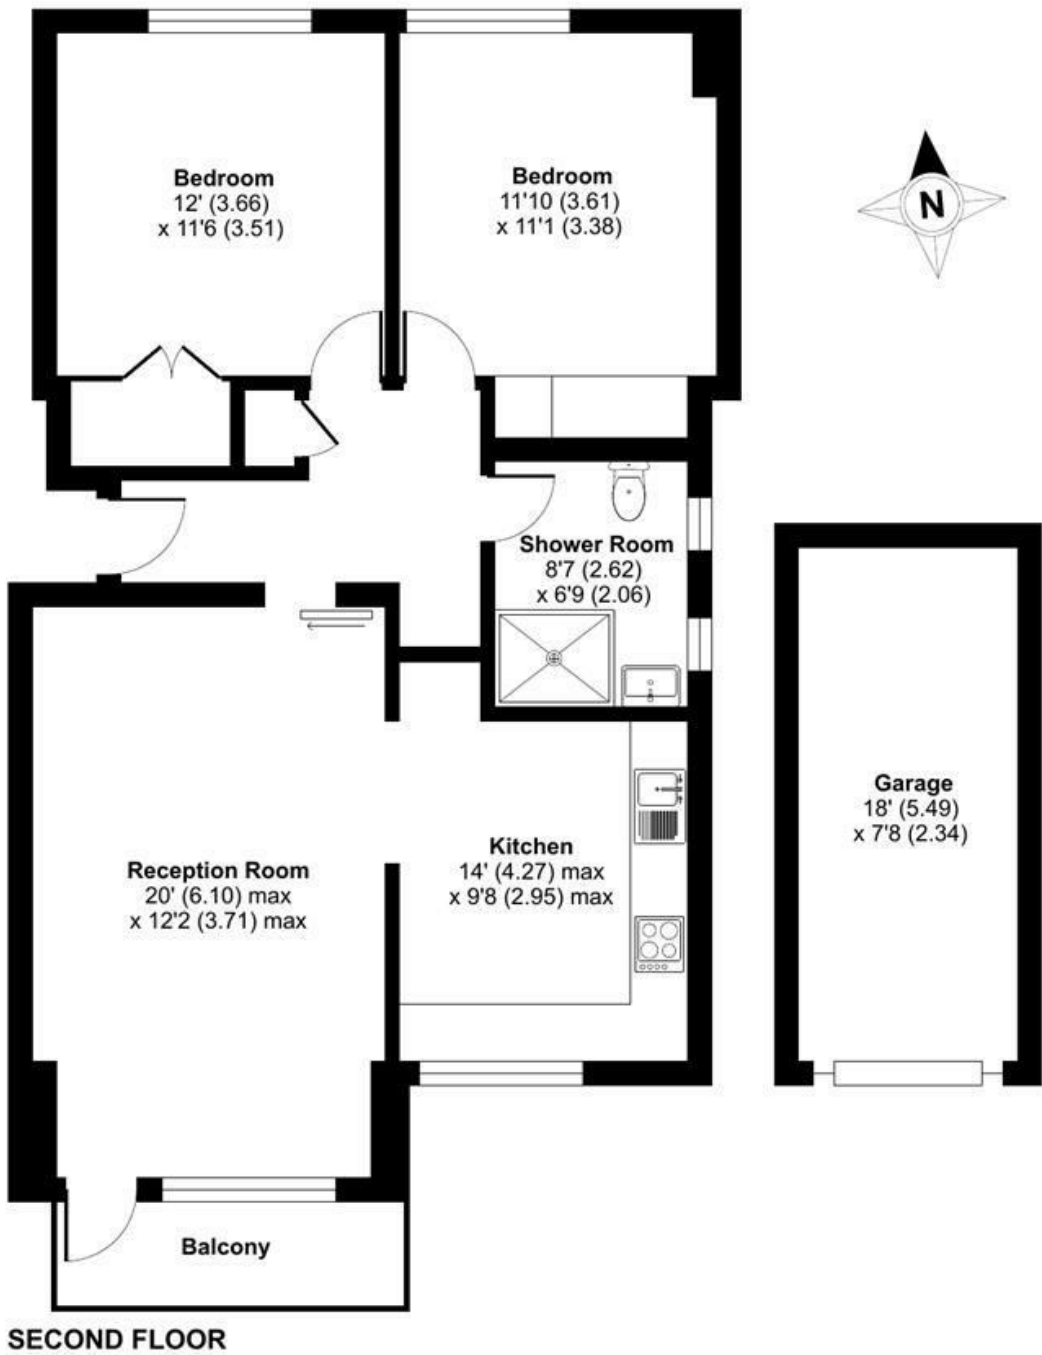 Bedroom
12' (3.66)
x 11'6 (3.51)
Bedroom
11'10 (3.61)
x 11'1 (3.38)
N
Shower Room
8'7 (2.62)
x 6'9 (2.06)
Garage
18' (5.49)
x 7'8 (2.34)
Kitchen
14' (4.27) max
x 9'8 (2.95) max
Reception Room
20' (6.10) max
x 12'2 (3.71) max
Balcony
SECOND FLOOR